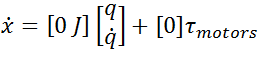 ẋ = [0 J] [q q̇] + [0]τ_motors